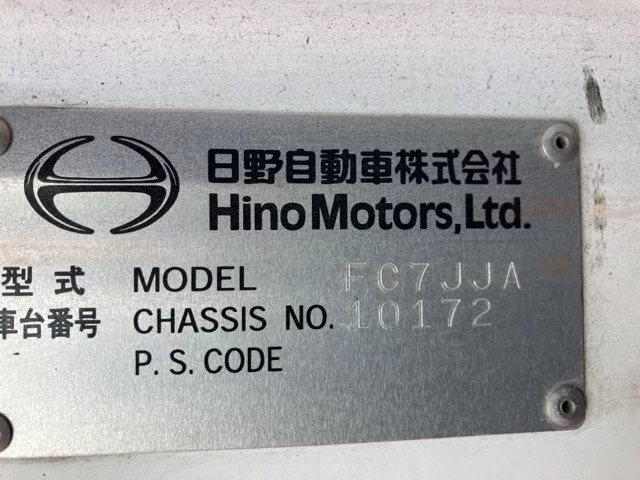 日野自動車株式会社
Hino Motors, Ltd.
型式 MODEL FC7JJA
車台番号 CHASSIS NO. 10172
P. S. CODE